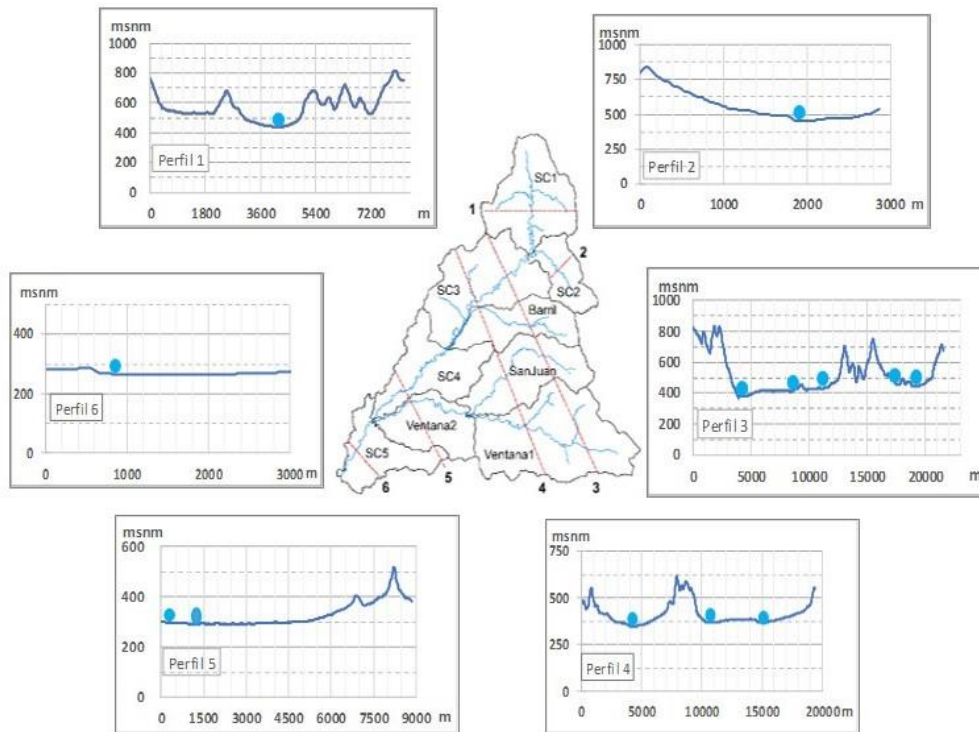 msnm
1000
800
600
400
200
0
Perfil 1
0 1800 3600 5400 7200 m
msnm
1000
750
500
250
0
Perfil 2
0 1000 2000 3000
m
SC1
1
2
SC3
SC2
Barril
SanJuan
SC4
Ventana2
Ventana1
SC5
6 5 4 3
msnm
400
200
0
Perfil 6
0 1000 2000 3000 m
msnm
1000
800
600
400
200
0
Perfil 3
0 5000 10000 15000 20000 m
msnm
600
400
300
0
Perfil 5
0 1500 3000 4500 6000 7500 9000 m
msnm
750
500
250
0
Perfil 4
0 5000 10000 15000 20000 m